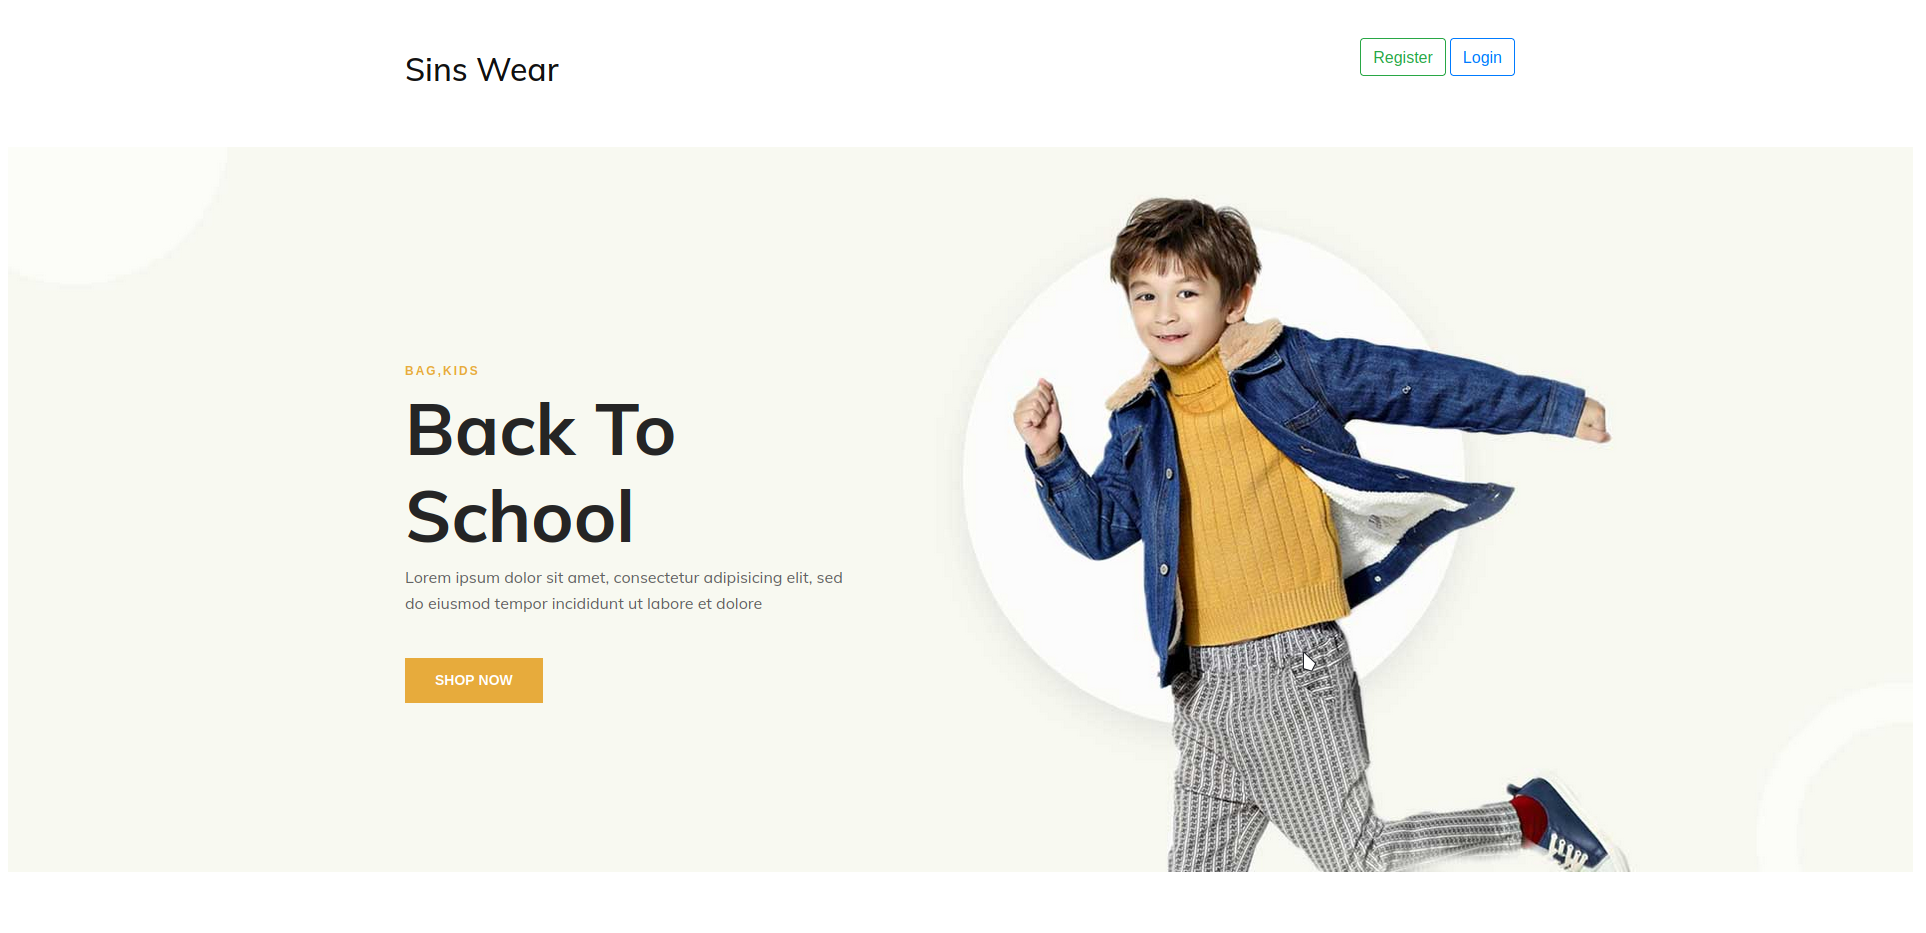 Sins Wear
Register
Login
BAG,KIDS
Back To
School
Lorem ipsum dolor sit amet, consectetur adipisicing elit, sed
do eiusmod tempor incididunt ut labore et dolore
SHOP NOW